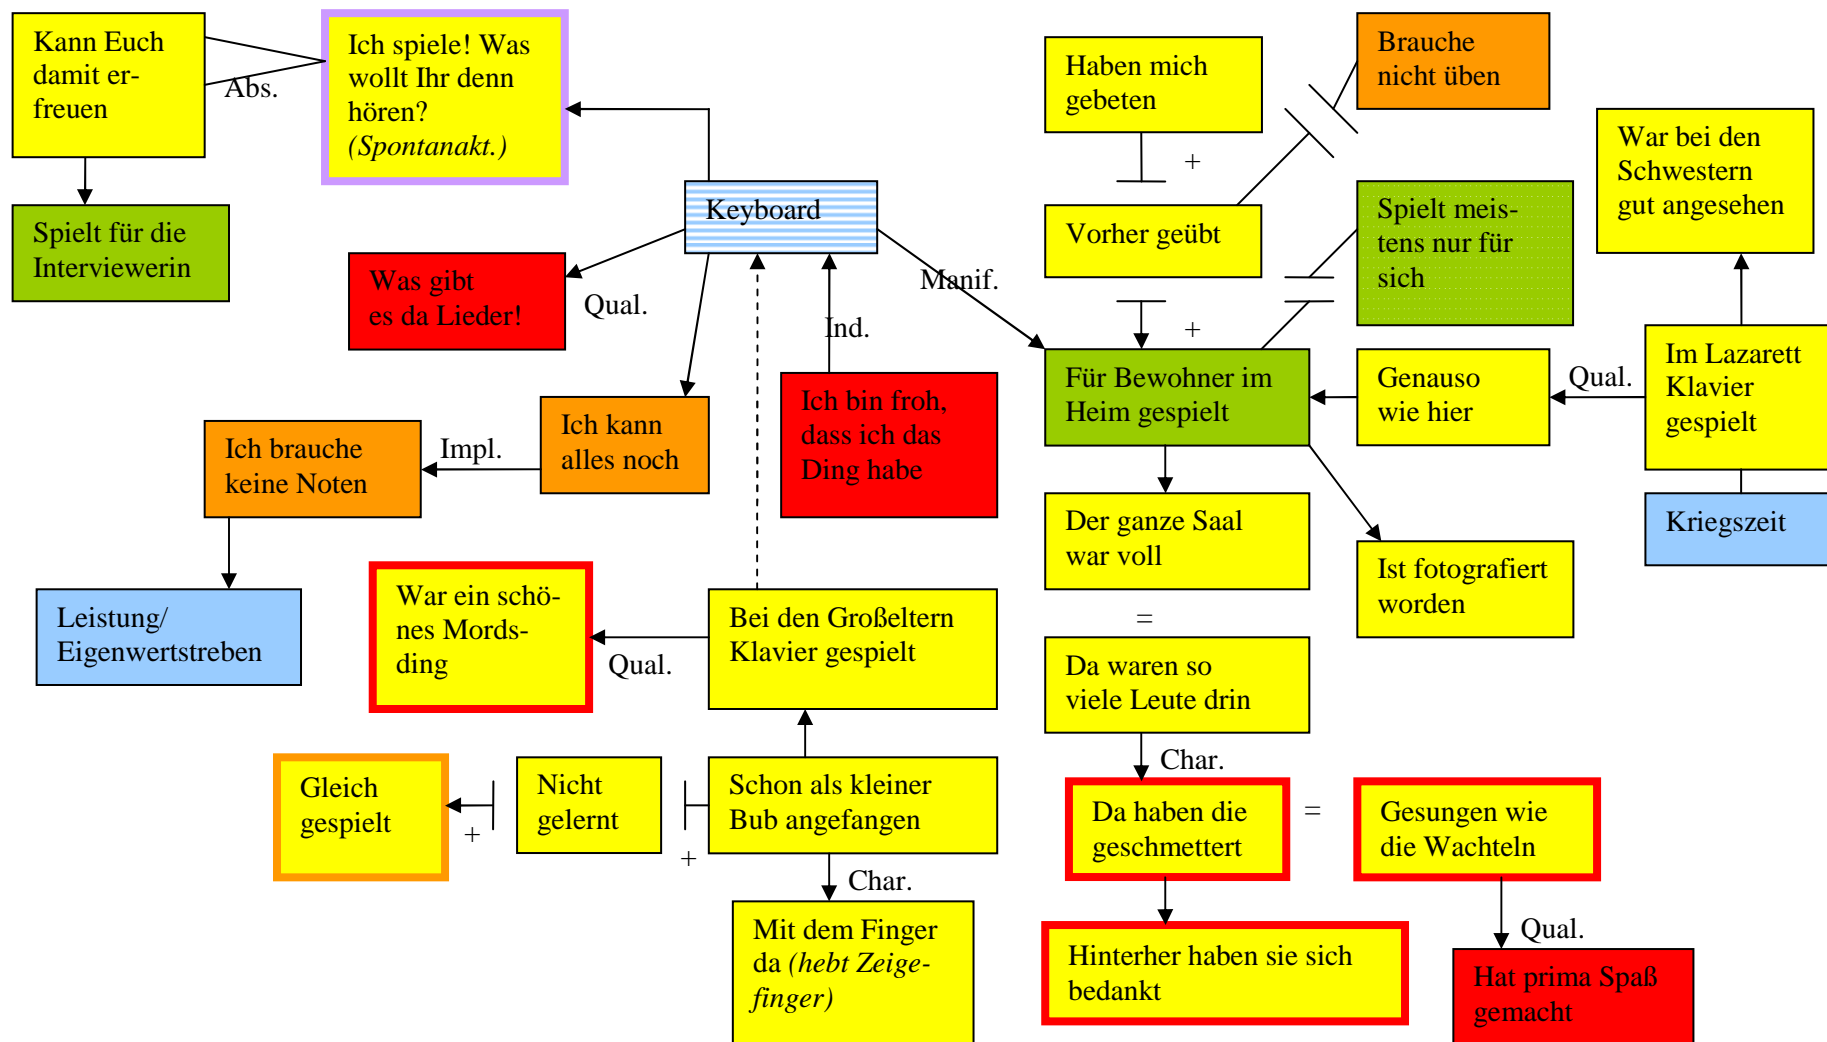 Kann Euch
damit er-
freuen
Abs.
Ich spiele! Was
wollt Ihr denn
hören?
(Spontanakt.)
Haben mich
gebeten
Brauche
nicht üben
War bei den
Schwestern
gut angesehen
+
Spielt für die
Interviewerin
Keyboard
Vorher geübt
Spielt meis-
tens nur für
sich
Was gibt
es da Lieder!
Qual.
Manif.
Ind.
+
Für Bewohner im
Heim gespielt
Genauso
wie hier
Qual.
Im Lazarett
Klavier
gespielt
Ich brauche
keine Noten
Impl.
Ich kann
alles noch
Ich bin froh,
dass ich das
Ding habe
Der ganze Saal
war voll
Kriegszeit
Ist fotografiert
worden
Leistung/
Eigenwertstreben
War ein schö-
nes Mords-
ding
Qual.
Bei den Großeltern
Klavier gespielt
=
Da waren so
viele Leute drin
Char.
Gleich
gespielt
+
Nicht
gelernt
+
Schon als kleiner
Bub angefangen
Da haben die
geschmettert
=
Gesungen wie
die Wachteln
Char.
Mit dem Finger
da (hebt Zeige-
finger)
Hinterher haben sie sich
bedankt
Qual.
Hat prima Spaß
gemacht